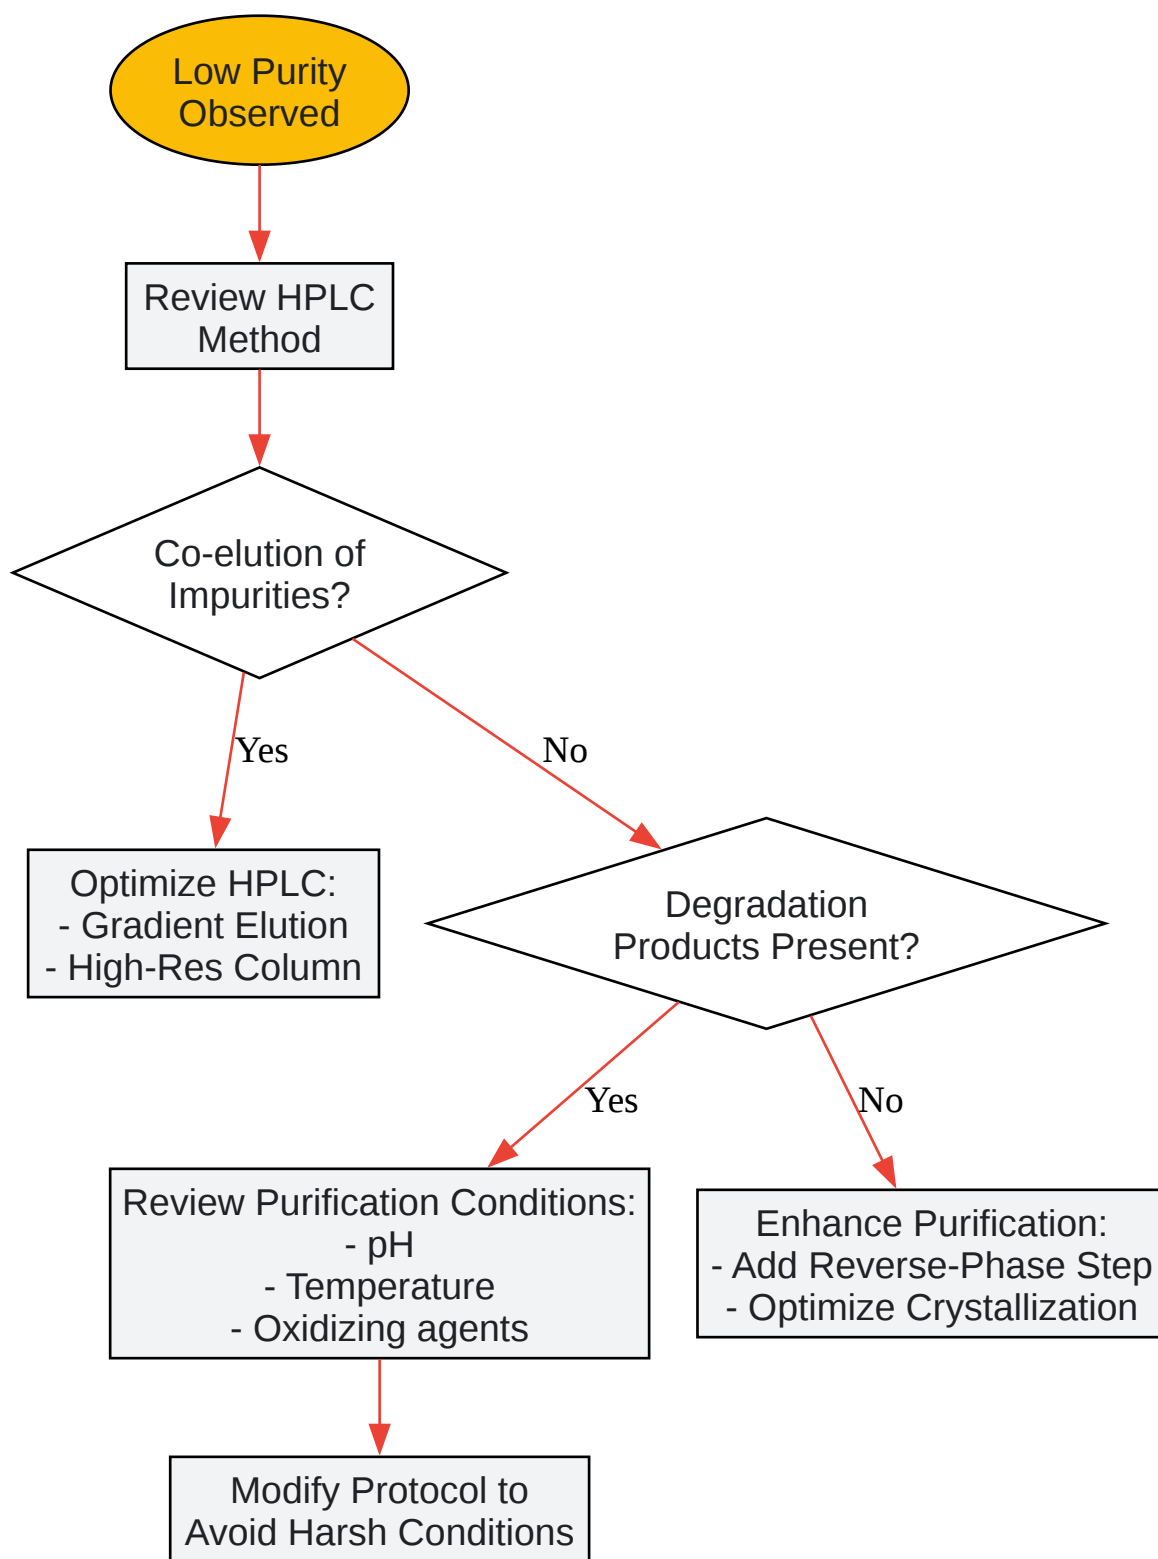 Low Purity
Observed
Review HPLC
Method
Co-elution of
Impurities?
Yes
No
Optimize HPLC:
- Gradient Elution
- High-Res Column
Degradation
Products Present?
Yes
No
Review Purification Conditions:
- pH
- Temperature
- Oxidizing agents
Enhance Purification:
- Add Reverse-Phase Step
- Optimize Crystallization
Modify Protocol to
Avoid Harsh Conditions